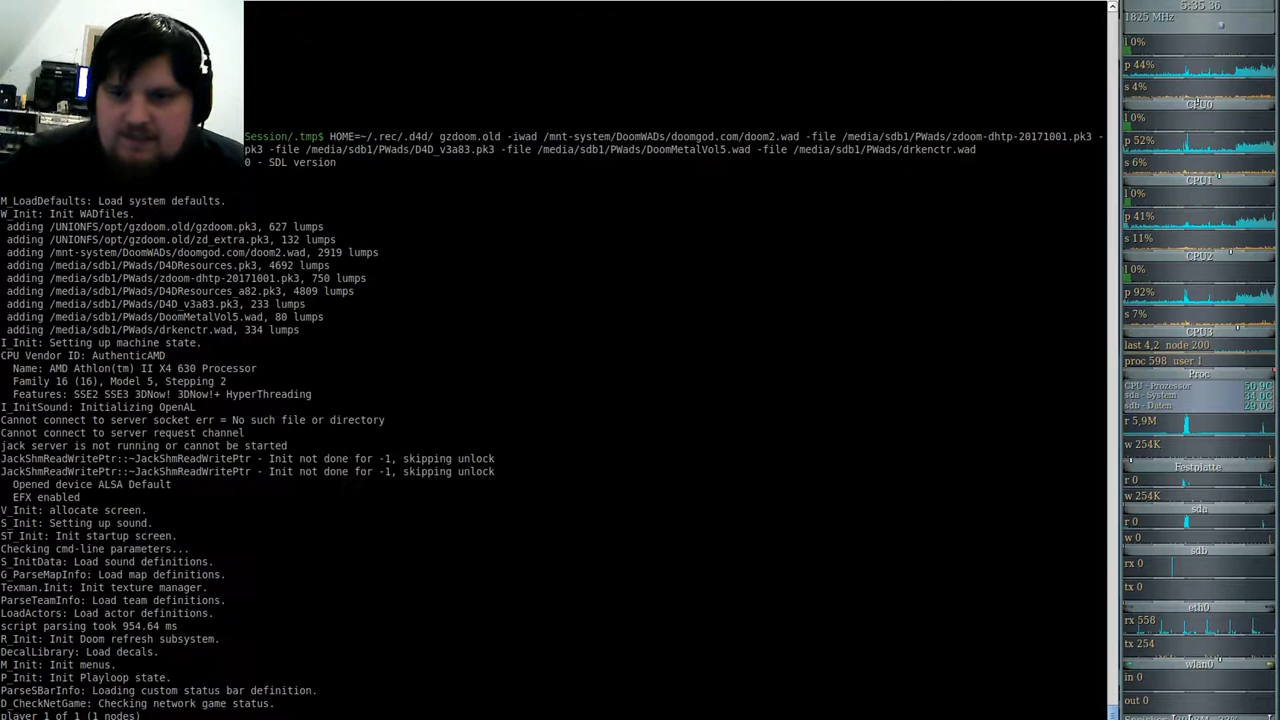 Session/.tmp$ HOME=~/.rec/.d4d/ gzdoom.old -iwad /mnt-system/DoomWADs/doomgod.com/doom2.wad -file /media/sdb1/PWads/zdoom-dhtp-20171001.pk3 -
pk3 -file /media/sdb1/PWads/D4D_v3a83.pk3 -file /media/sdb1/PWads/DoomMetalVol5.wad -file /media/sdb1/PWads/drkenctr.wad
0 - SDL version
M_LoadDefaults: Load system defaults.
W_Init: Init WADfiles.
adding /UNIONFS/opt/gzdoom.old/gzdoom.pk3, 627 lumps
adding /UNIONFS/opt/gzdoom.old/zd_extra.pk3, 132 lumps
adding /mnt-system/DoomWADs/doomgod.com/doom2.wad, 2919 lumps
adding /media/sdb1/PWads/D4DResources.pk3, 4692 lumps
adding /media/sdb1/PWads/zdoom-dhtp-20171001.pk3, 750 lumps
adding /media/sdb1/PWads/D4DResources_a82.pk3, 4809 lumps
adding /media/sdb1/PWads/D4D_v3a83.pk3, 233 lumps
adding /media/sdb1/PWads/DoomMetalVol5.wad, 80 lumps
adding /media/sdb1/PWads/drkenctr.wad, 334 lumps
I_Init: Setting up machine state.
CPU Vendor ID: AuthenticAMD
Name: AMD Athlon(tm) II X4 630 Processor
Family 16 (16), Model 5, Stepping 2
Features: SSE2 SSE3 3DNow! 3DNow!+ HyperThreading
I_InitSound: Initializing OpenAL
Cannot connect to server socket err = No such file or directory
Cannot connect to server request channel
jack server is not running or cannot be started
JackShmReadWritePtr::~JackShmReadWritePtr - Init not done for -1, skipping unlock
JackShmReadWritePtr::~JackShmReadWritePtr - Init not done for -1, skipping unlock
Opened device ALSA Default
EFX enabled
V_Init: allocate screen.
S_Init: Setting up sound.
ST_Init: Init startup screen.
Checking cmd-line parameters...
S_InitData: Load sound definitions.
G_ParseMapInfo: Load map definitions.
Texman.Init: Init texture manager.
ParseTeamInfo: Load team definitions.
LoadActors: Load actor definitions.
script parsing took 954.64 ms
R_Init: Init Doom refresh subsystem.
DecalLibrary: Load decals.
M_Init: Init menus.
P_Init: Init Playloop state.
ParseSBarInfo: Loading custom status bar definition.
D_CheckNetGame: Checking network game status.
player 1 of 1 (1 nodes)
5:35 36
1825 MHz
l 0%
p 44%
s 4%
CPU0
l 0%
p 52%
s 6%
CPU1
l 0%
p 41%
s 11%
CPU2
l 0%
p 92%
s 7%
CPU3
last 4,2 node 200
proc 598 user 1
Proc
CPU - Prozessor 50,9C
sda - System 34,0C
sdb - Daten 29,0C
r 5,9M
w 254K
Festplatte
r 0
w 254K
sda
r 0
w 0
sdb
rx 0
tx 0
eth0
rx 558
tx 254
wlan0
in 0
out 0